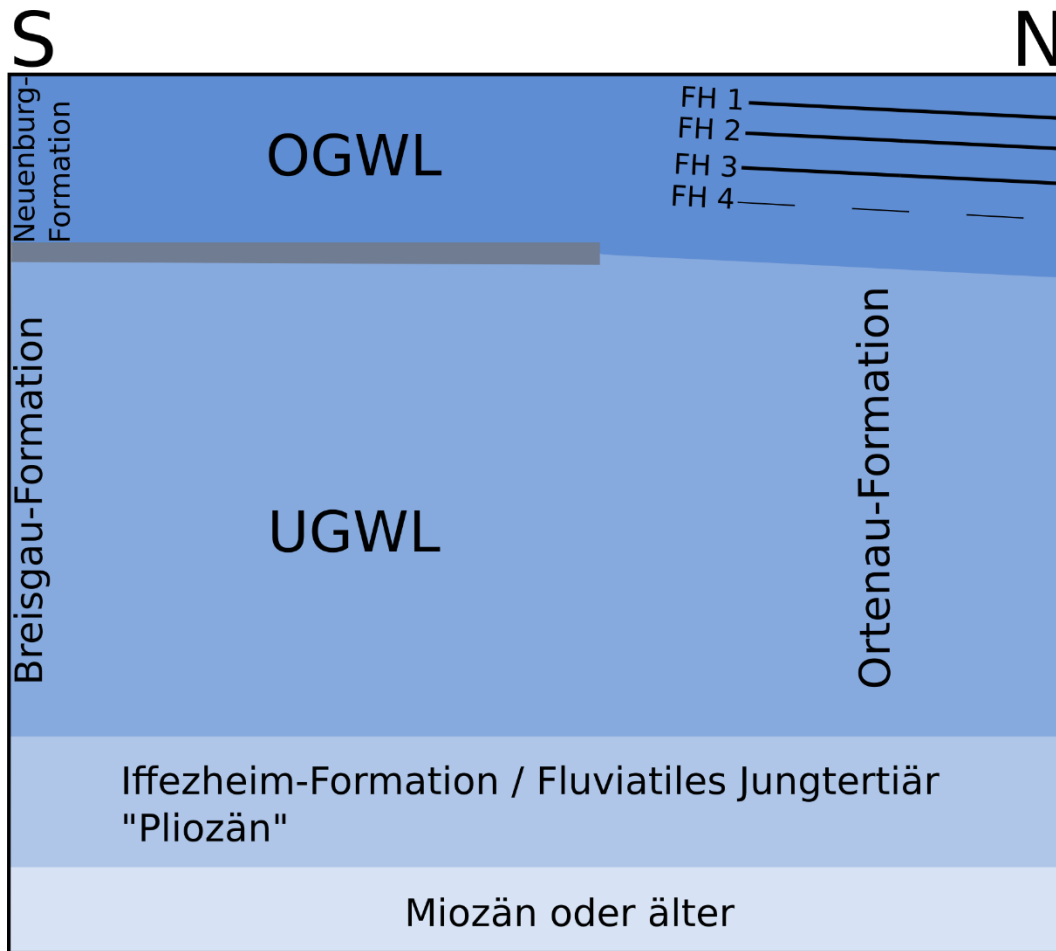 S
N
Neuenburg-
Formation
OGWL
FH 1
FH 2
FH 3
FH 4
Breisgau-Formation
UGWL
Ortenau-Formation
Iffezheim-Formation / Fluviatiles Jungtertiär
"Pliozän"
Miozän oder älter